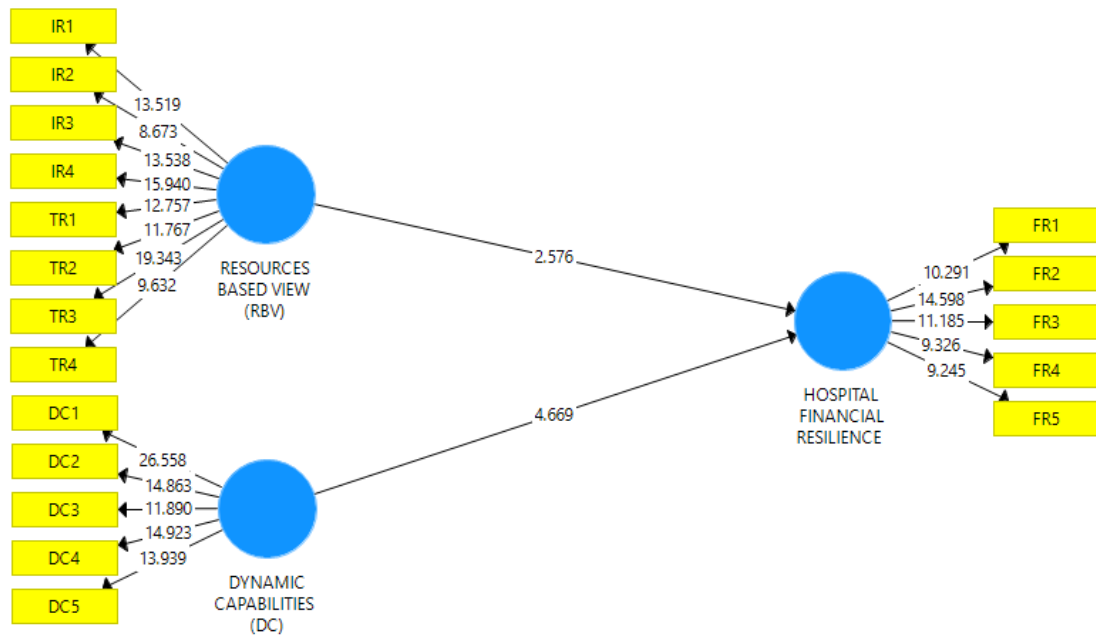 IR1
IR2
IR3
IR4
TR1
TR2
TR3
TR4
13.519
8.673
13.538
15.940
12.757
11.767
19.343
9.632
RESOURCES
BASED VIEW
(RBV)
2.576
DC1
DC2
DC3
DC4
DC5
26.558
14.863
11.890
14.923
13.939
DYNAMIC
CAPABILITIES
(DC)
4.669
HOSPITAL
FINANCIAL
RESILIENCE
10.291
14.598
11.185
9.326
9.245
FR1
FR2
FR3
FR4
FR5